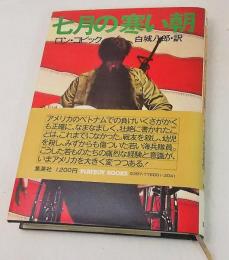 七月の寒い朝
ロン・コビック
白城八郎・訳
アメリカのベトナムでの負けいくさがかく
も正確に、なまなましく、壮絶に書かれたこ
とは、これまでになかった。戦友を殺し、幼児
を殺し、みずからも傷ついた若い海兵隊員。
こうした若ものたちの痛烈な経験と意識が、
いまアメリカを大きく変つつある!
集英社 1,200円 PLAYBOY BOOKS